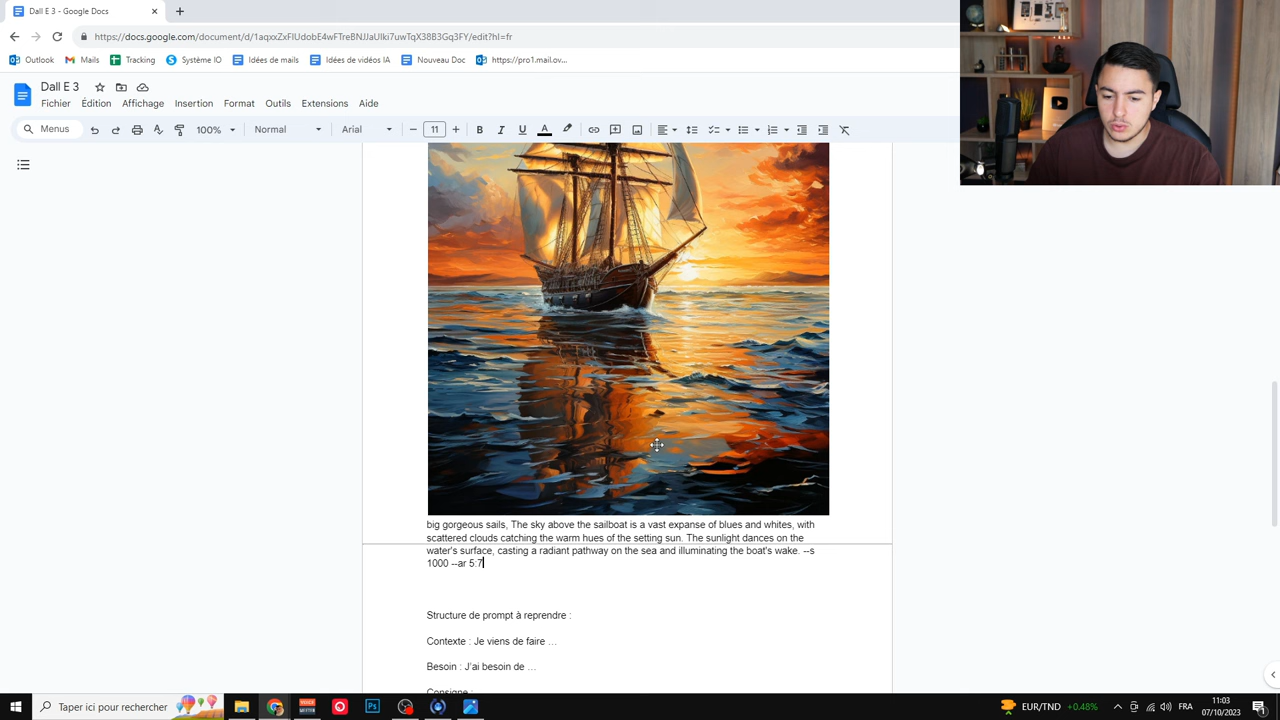 Dall E 3 - Google Docs
https://docs.google.com/document/d/1aqxxZxFlUdobE4wFTreBNJJaUIki7uwTqX38B3Gq3FY/edit?hl=fr
Outlook Mails Tracking Système IO Idées de mails Idées de vidéos IA Nouveau Doc https://pro1.mail.ov...
Dall E 3
Fichier Édition Affichage Insertion Format Outils Extensions Aide
Menus 100% Normal Arial 11 B I U A
big gorgeous sails, The sky above the sailboat is a vast expanse of blues and whites, with
scattered clouds catching the warm hues of the setting sun. The sunlight dances on the
water's surface, casting a radiant pathway on the sea and illuminating the boat's wake. --s
1000 --ar 5:7
Structure de prompt à reprendre :
Contexte : Je viens de faire …
Besoin : J'ai besoin de …
Consigne :
Taper ici pour rechercher
EUR/TND +0.48%
FRA
11:03
07/10/2023